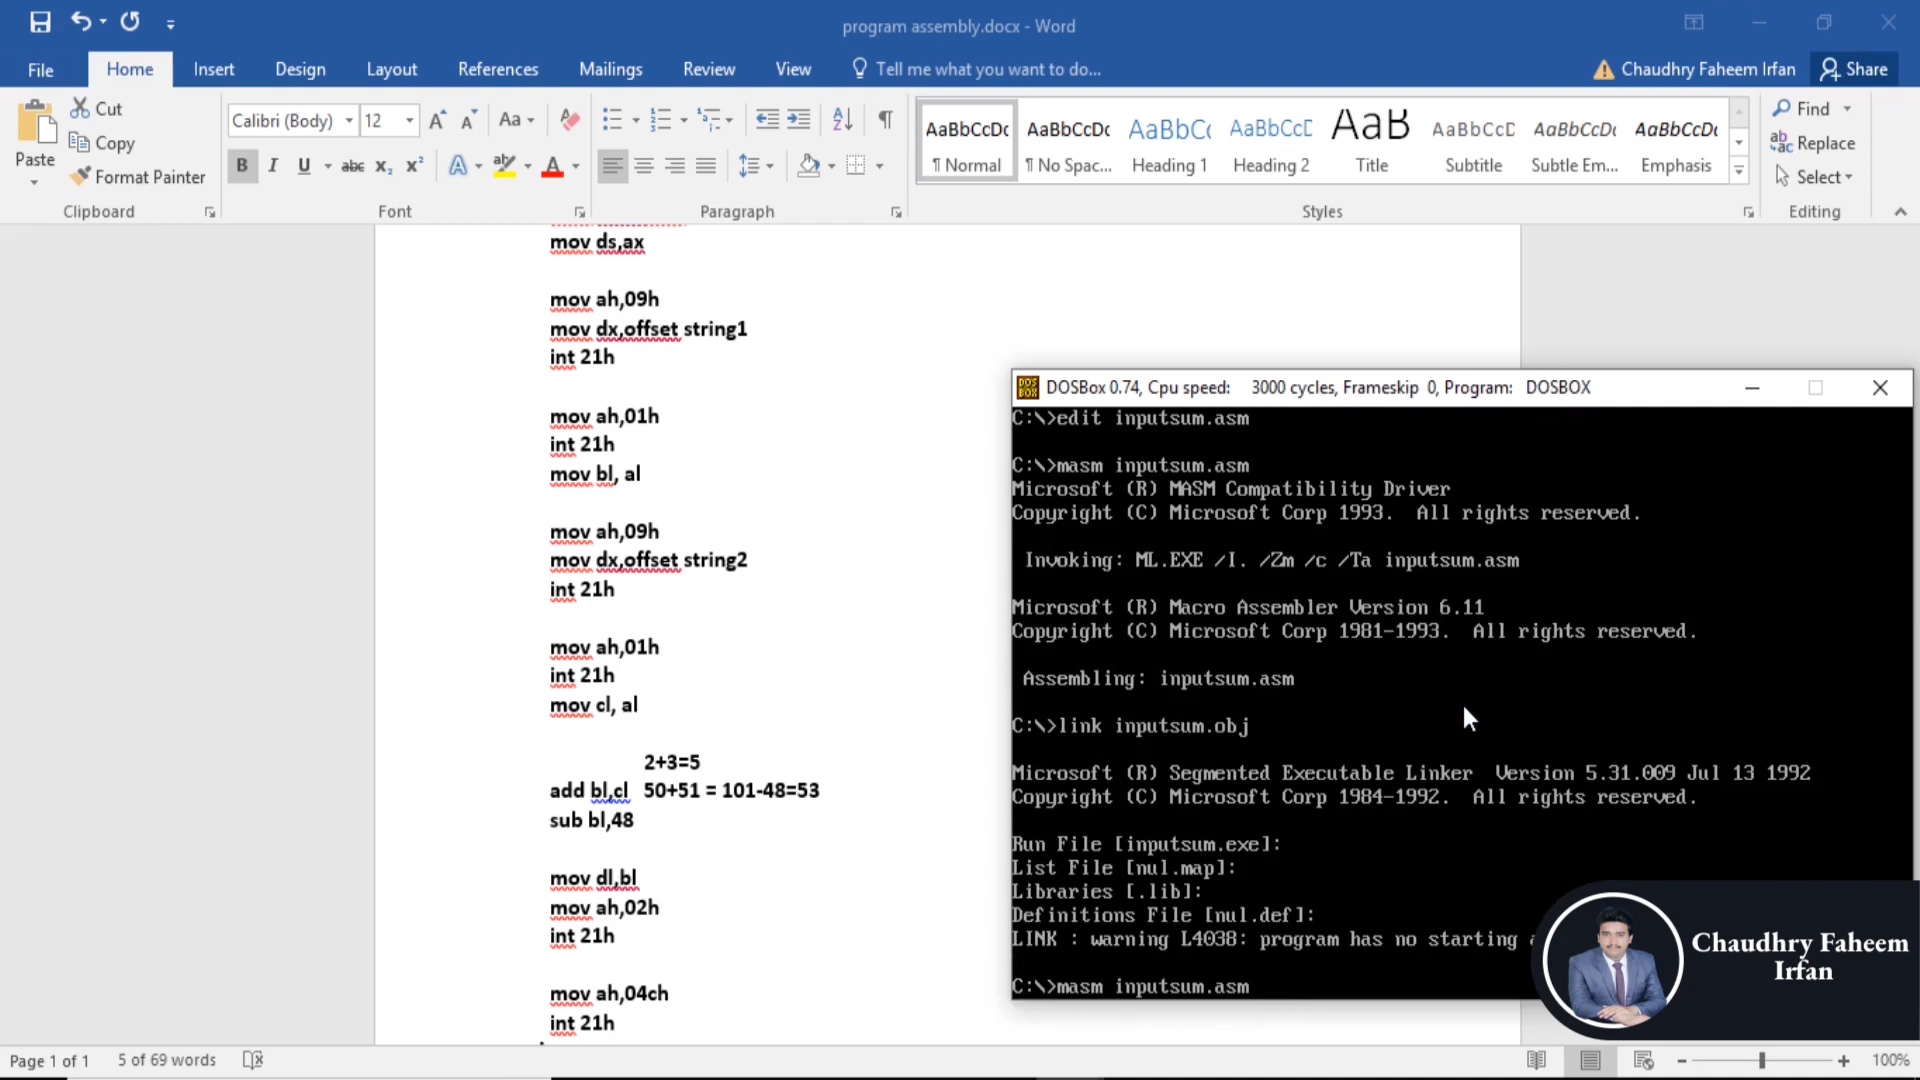 program assembly.docx - Word
File
Home
Insert
Design
Layout
References
Mailings
Review
View
Tell me what you want to do...
Chaudhry Faheem Irfan
Share
Paste
Cut
Copy
Format Painter
Clipboard
Calibri (Body)
12
Aa
B I U abc x₂ x² A ab A
Font
Paragraph
AaBbCcDc
¶ Normal
AaBbCcDc
¶ No Spac...
AaBbC
Heading 1
AaBbCcD
Heading 2
AaB
Title
AaBbCcD
Subtitle
AaBbCcDc
Subtle Em...
AaBbCcDc
Emphasis
Styles
Find
Replace
Select
Editing
mov ds,ax
mov ah,09h
mov dx,offset string1
int 21h
mov ah,01h
int 21h
mov bl, al
mov ah,09h
mov dx,offset string2
int 21h
mov ah,01h
int 21h
mov cl, al
2+3=5
add bl,cl 50+51 = 101-48=53
sub bl,48
mov dl,bl
mov ah,02h
int 21h
mov ah,04ch
int 21h
DOSBox 0.74, Cpu speed: 3000 cycles, Frameskip 0, Program: DOSBOX
C:\>edit inputsum.asm
C:\>masm inputsum.asm
Microsoft (R) MASM Compatibility Driver
Copyright (C) Microsoft Corp 1993. All rights reserved.
Invoking: ML.EXE /I. /Zm /c /Ta inputsum.asm
Microsoft (R) Macro Assembler Version 6.11
Copyright (C) Microsoft Corp 1981-1993. All rights reserved.
Assembling: inputsum.asm
C:\>link inputsum.obj
Microsoft (R) Segmented Executable Linker Version 5.31.009 Jul 13 1992
Copyright (C) Microsoft Corp 1984-1992. All rights reserved.
Run File [inputsum.exe]:
List File [nul.map]:
Libraries [.lib]:
Definitions File [nul.def]:
LINK : warning L4038: program has no starting
C:\>masm inputsum.asm
Chaudhry Faheem
Irfan
Page 1 of 1
5 of 69 words
100%